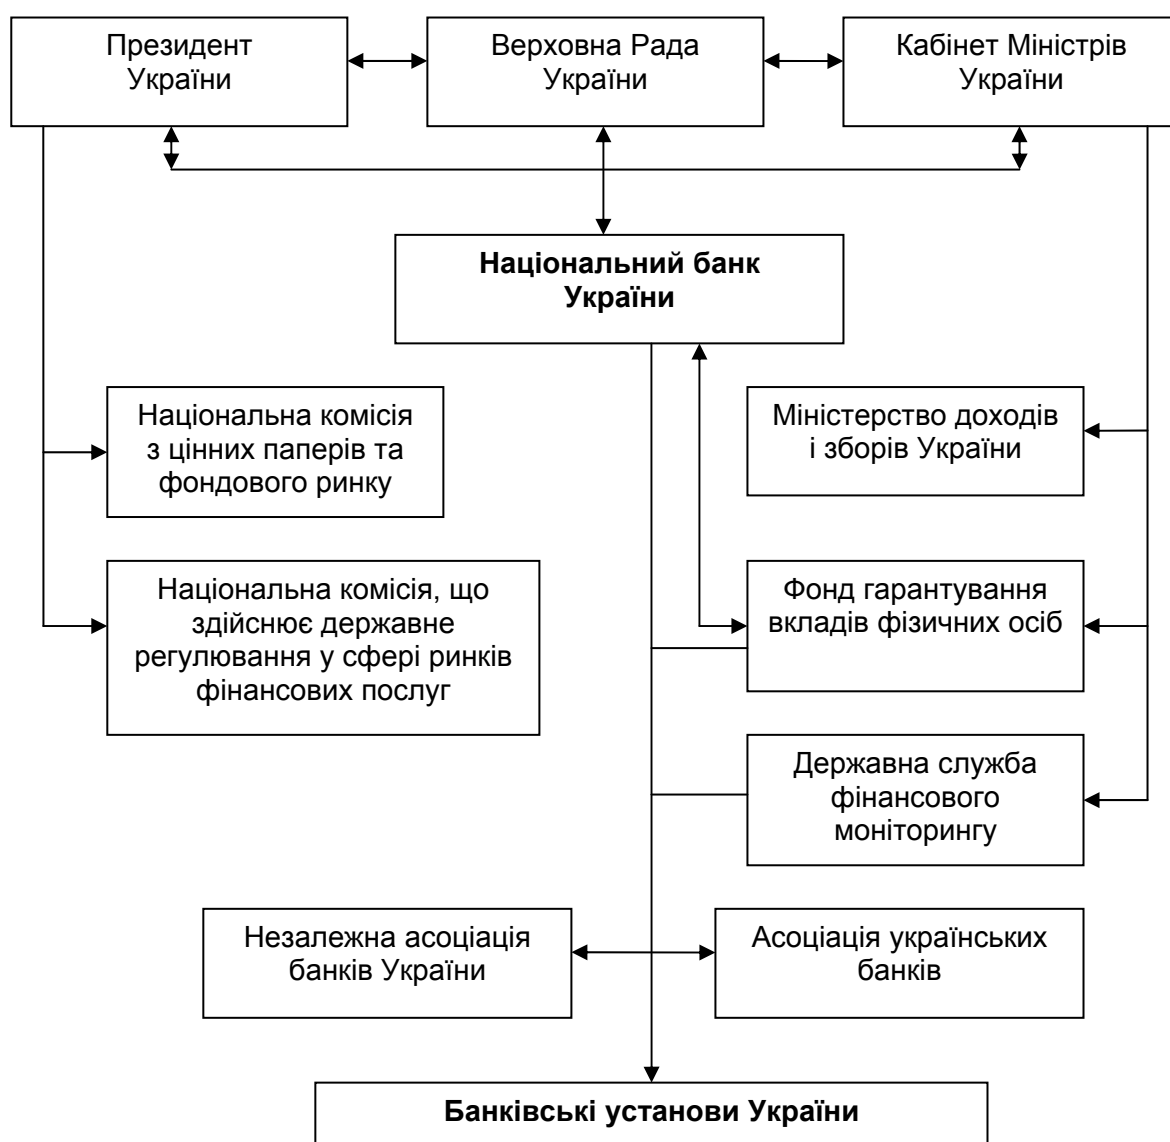 Президент
України
Верховна Рада
України
Кабінет Міністрів
України
Національний банк
України
Національна комісія
з цінних паперів та
фондового ринку
Міністерство доходів
і зборів України
Національна комісія, що
здійснює державне
регулювання у сфері ринків
фінансових послуг
Фонд гарантування
вкладів фізичних осіб
Державна служба
фінансового
моніторингу
Незалежна асоціація
банків України
Асоціація українських
банків
Банківські установи України